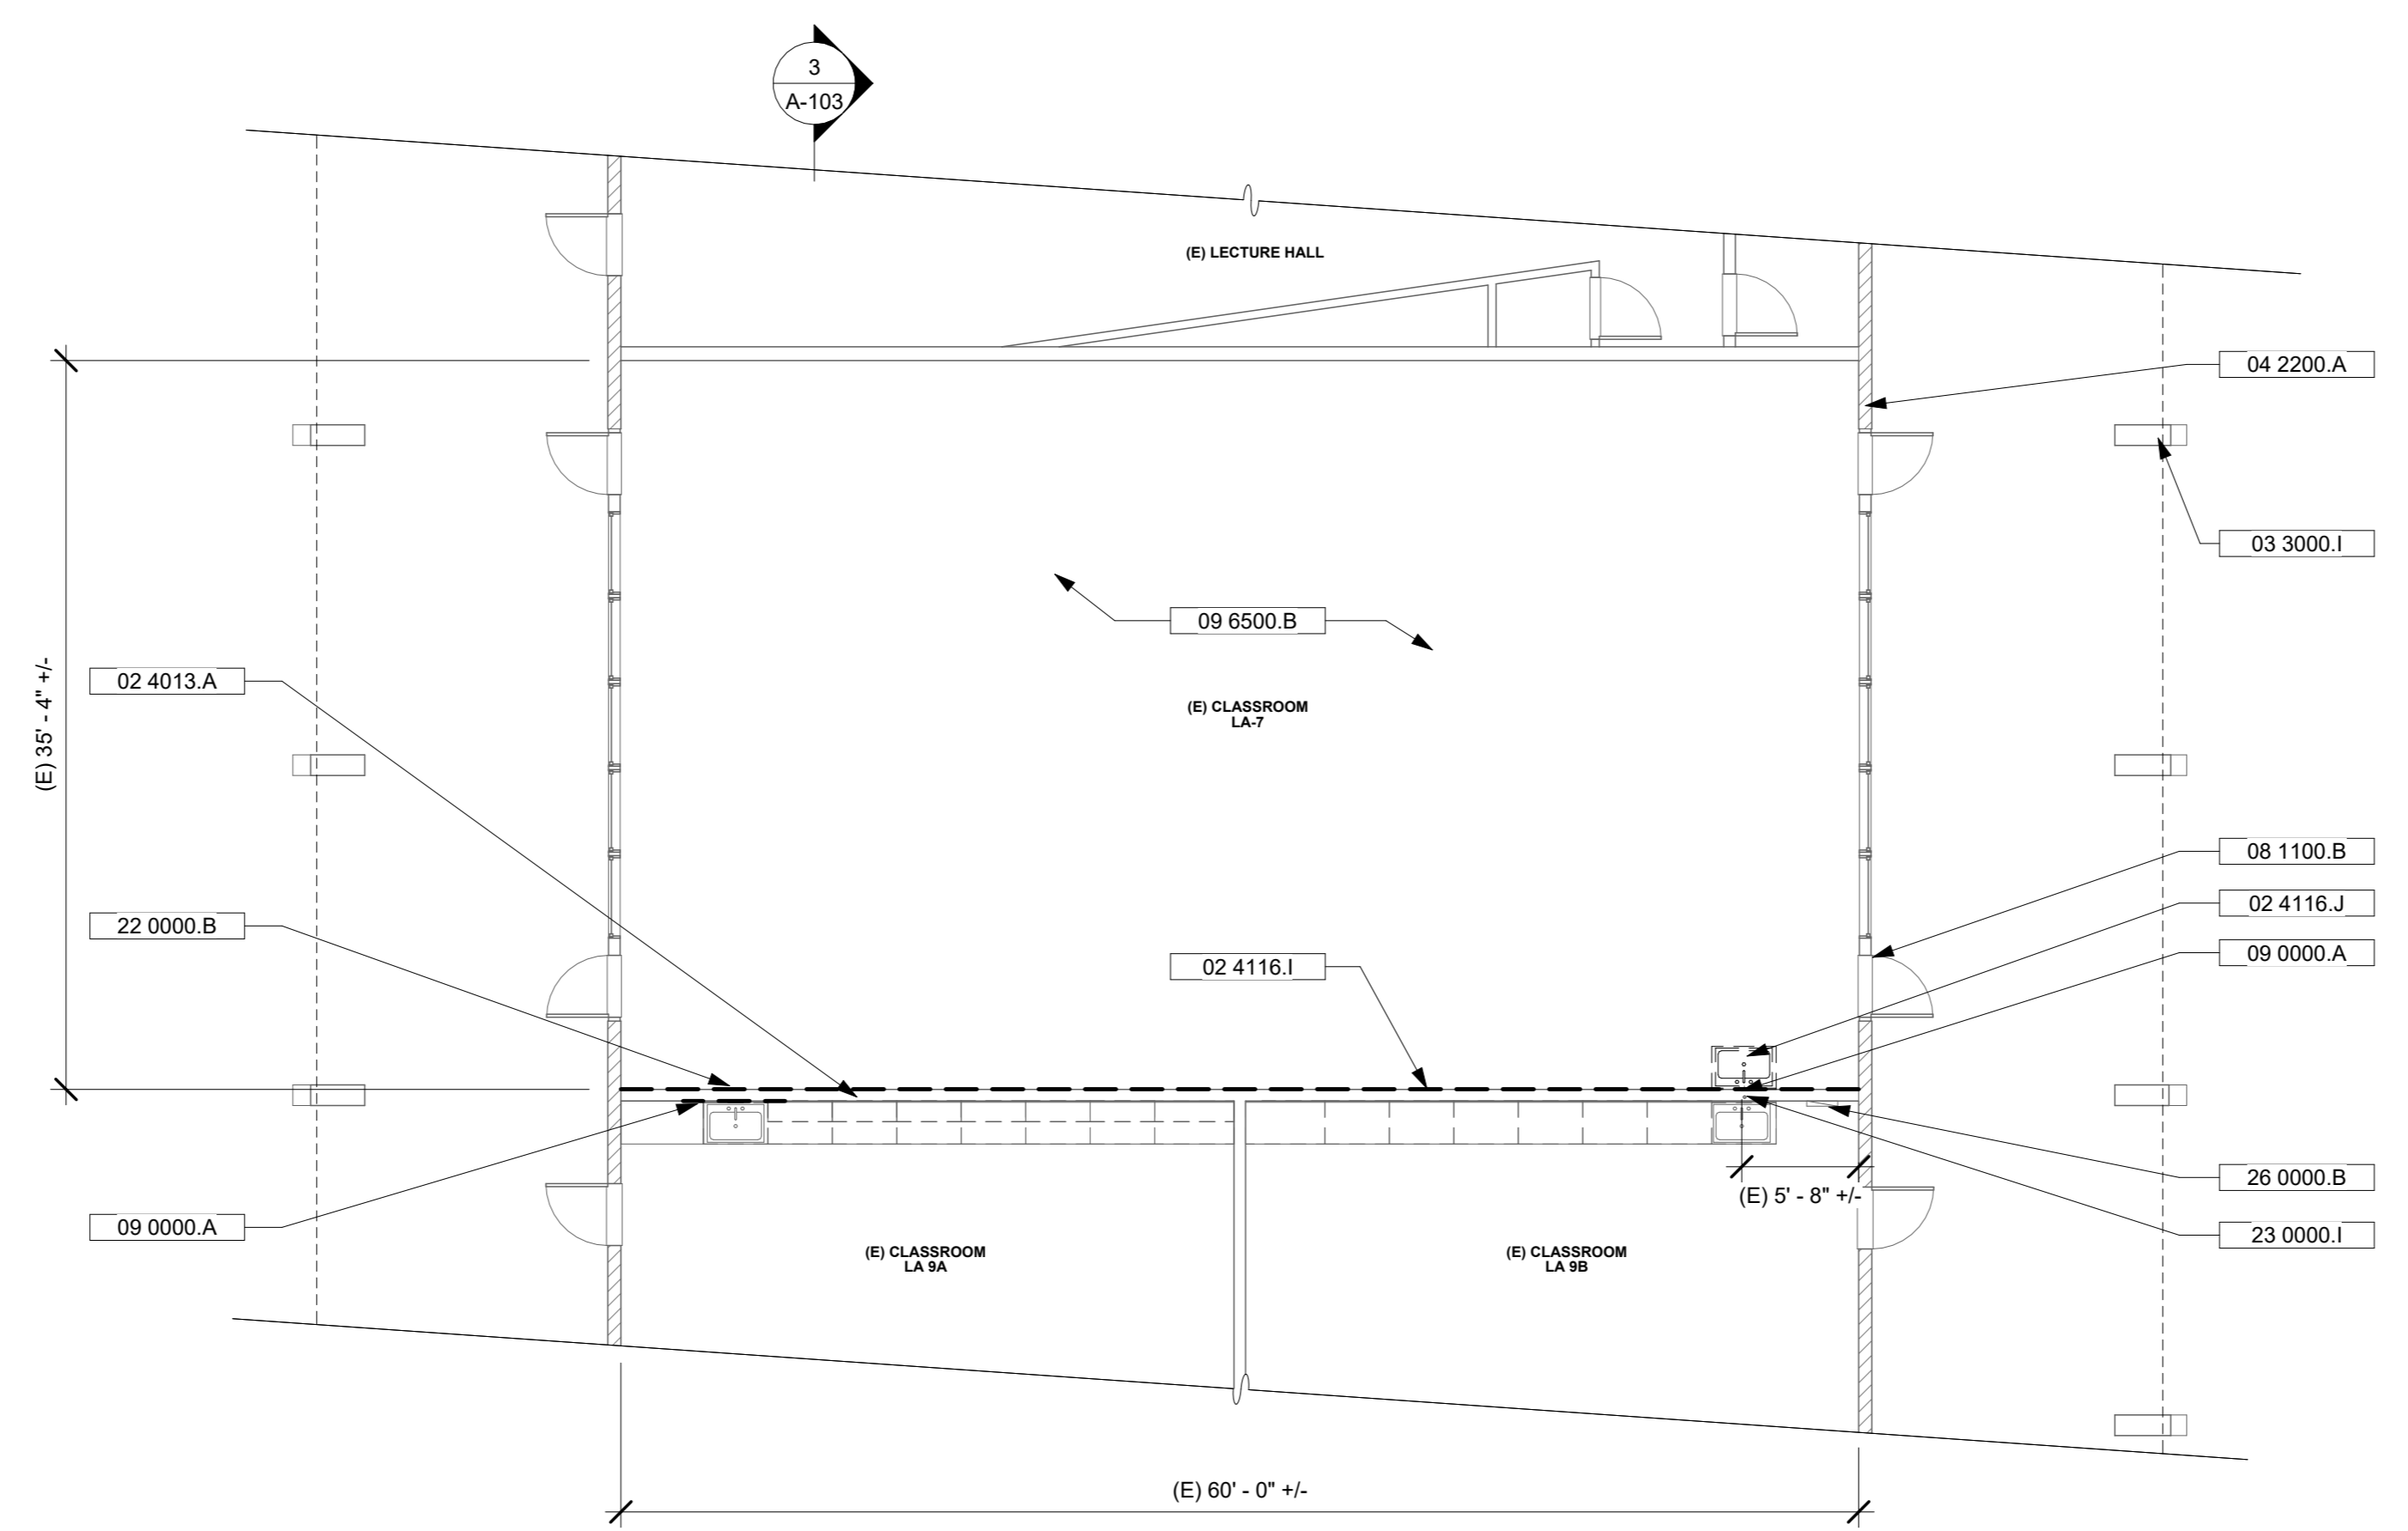 3
A-103
(E) LECTURE HALL
04 2200.A
03 3000.I
09 6500.B
02 4013.A
(E) 35' - 4" +/-
(E) CLASSROOM
LA-7
08 1100.B
02 4116.J
22 0000.B
09 0000.A
02 4116.I
26 0000.B
(E) 5' - 8" +/-
09 0000.A
23 0000.I
(E) CLASSROOM
LA 9A
(E) CLASSROOM
LA 9B
(E) 60' - 0" +/-